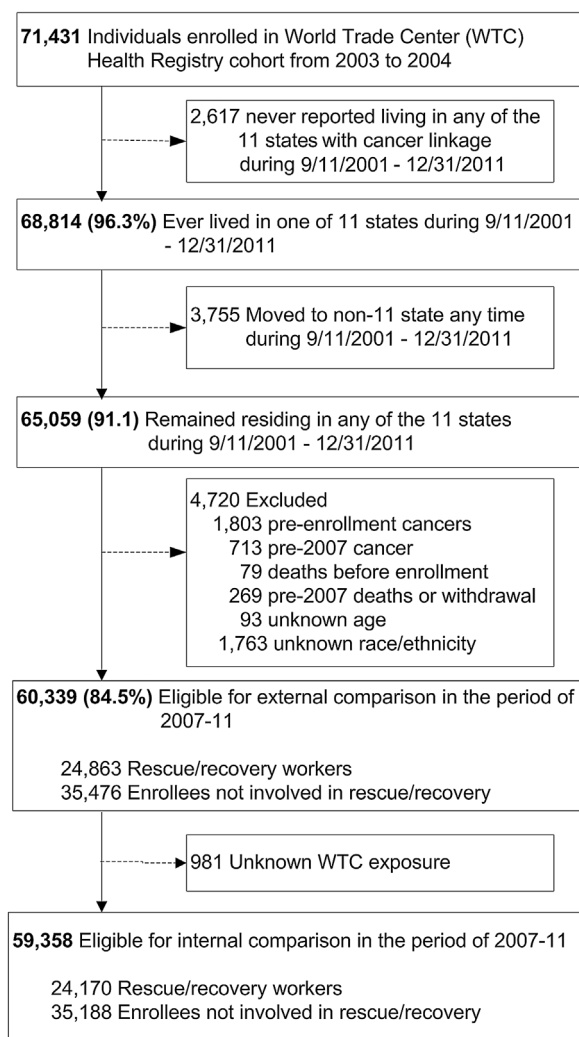 71,431 Individuals enrolled in World Trade Center (WTC)
Health Registry cohort from 2003 to 2004
2,617 never reported living in any of the
11 states with cancer linkage
during 9/11/2001 - 12/31/2011
68,814 (96.3%) Ever lived in one of 11 states during 9/11/2001
- 12/31/2011
3,755 Moved to non-11 state any time
during 9/11/2001 - 12/31/2011
65,059 (91.1) Remained residing in any of the 11 states
during 9/11/2001 - 12/31/2011
4,720 Excluded
1,803 pre-enrollment cancers
713 pre-2007 cancer
79 deaths before enrollment
269 pre-2007 deaths or withdrawal
93 unknown age
1,763 unknown race/ethnicity
60,339 (84.5%) Eligible for external comparison in the period of
2007-11
24,863 Rescue/recovery workers
35,476 Enrollees not involved in rescue/recovery
981 Unknown WTC exposure
59,358 Eligible for internal comparison in the period of 2007-11
24,170 Rescue/recovery workers
35,188 Enrollees not involved in rescue/recovery